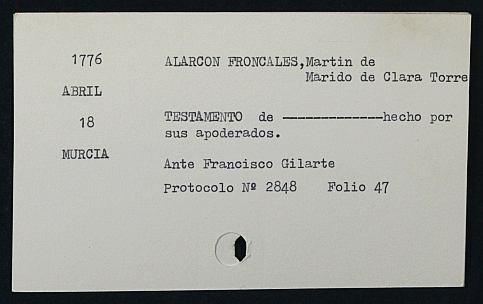 1776
ALARCON FRONCALES, Martin de
Marido de Clara Torre
ABRIL
18
TESTAMENTO de --------------hecho por
sus apoderados.
MURCIA
Ante Francisco Gilarte
Protocolo Nº 2848 Folio 47